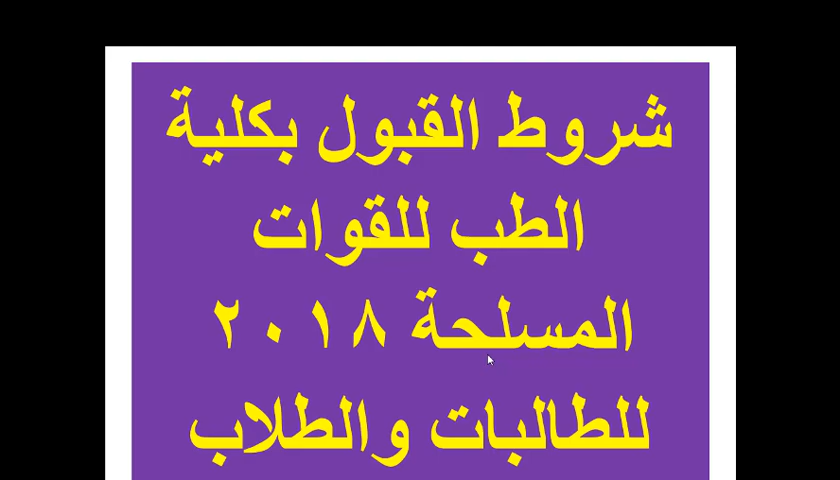 شروط القبول بكلية
الطب للقوات
المسلحة ٢٠١٨
للطالبات والطلاب